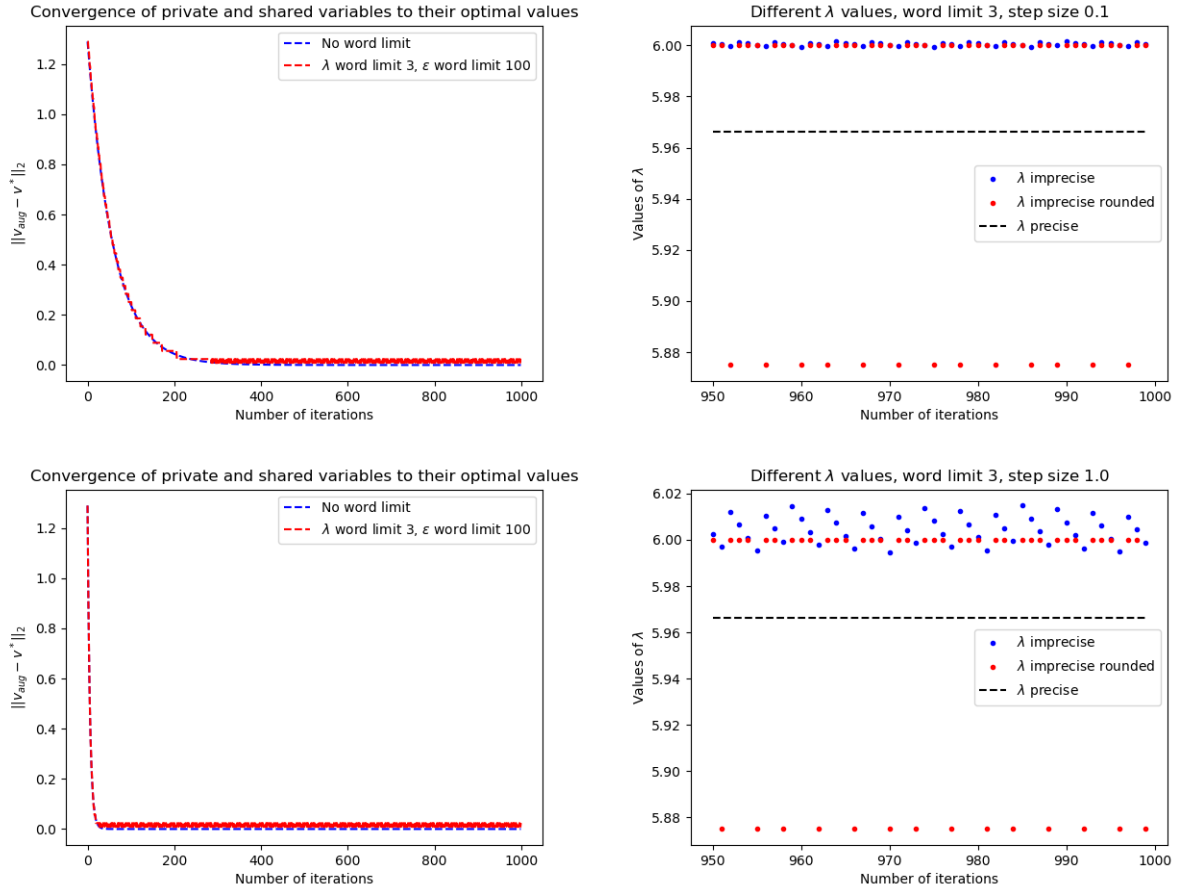 Convergence of private and shared variables to their optimal values
||v_aug − v*||₂
1.2
1.0
0.8
0.6
0.4
0.2
0.0
No word limit
λ word limit 3, ε word limit 100
0 200 400 600 800 1000
Number of iterations
Different λ values, word limit 3, step size 0.1
Values of λ
6.00
5.98
5.96
5.94
5.92
5.90
5.88
λ imprecise
λ imprecise rounded
λ precise
950 960 970 980 990 1000
Number of iterations
Convergence of private and shared variables to their optimal values
||v_aug − v*||₂
1.2
1.0
0.8
0.6
0.4
0.2
0.0
No word limit
λ word limit 3, ε word limit 100
0 200 400 600 800 1000
Number of iterations
Different λ values, word limit 3, step size 1.0
Values of λ
6.02
6.00
5.98
5.96
5.94
5.92
5.90
5.88
λ imprecise
λ imprecise rounded
λ precise
950 960 970 980 990 1000
Number of iterations